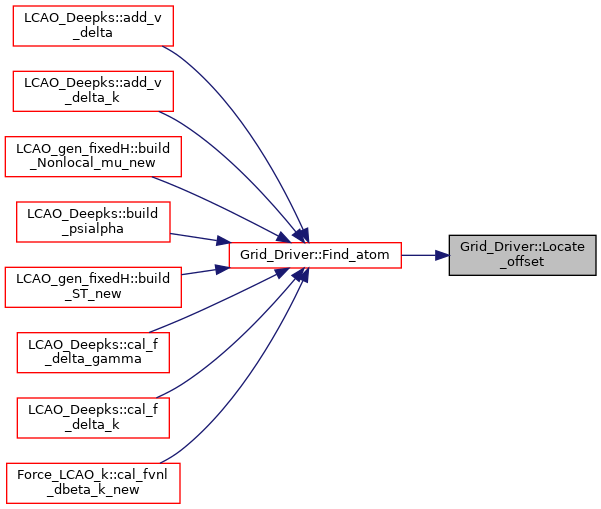 LCAO_Deepks::add_v
_delta
LCAO_Deepks::add_v
_delta_k
LCAO_gen_fixedH::build
_Nonlocal_mu_new
LCAO_Deepks::build
_psialpha
LCAO_gen_fixedH::build
_ST_new
LCAO_Deepks::cal_f
_delta_gamma
LCAO_Deepks::cal_f
_delta_k
Force_LCAO_k::cal_fvnl
_dbeta_k_new
Grid_Driver::Find_atom
Grid_Driver::Locate
_offset